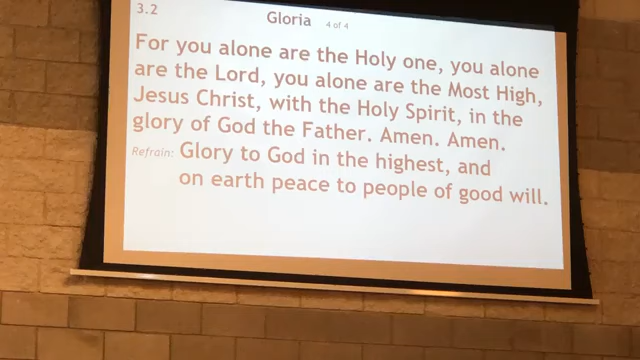 3.2 Gloria 4 of 4
For you alone are the Holy one, you alone
are the Lord, you alone are the Most High,
Jesus Christ, with the Holy Spirit, in the
glory of God the Father. Amen. Amen.
Refrain: Glory to God in the highest, and
on earth peace to people of good will.